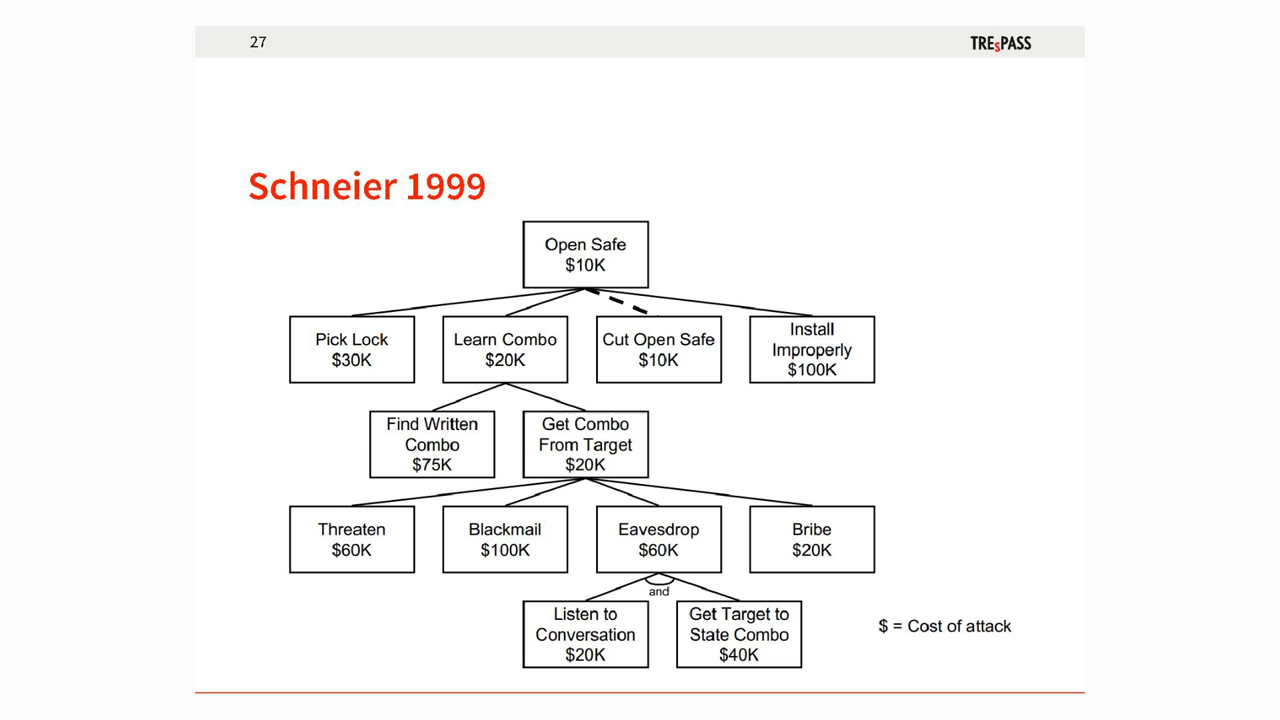 27
TREsPASS
Schneier 1999
Open Safe
$10K
Pick Lock
$30K
Learn Combo
$20K
Cut Open Safe
$10K
Install
Improperly
$100K
Find Written
Combo
$75K
Get Combo
From Target
$20K
Threaten
$60K
Blackmail
$100K
Eavesdrop
$60K
Bribe
$20K
and
Listen to
Conversation
$20K
Get Target to
State Combo
$40K
$ = Cost of attack